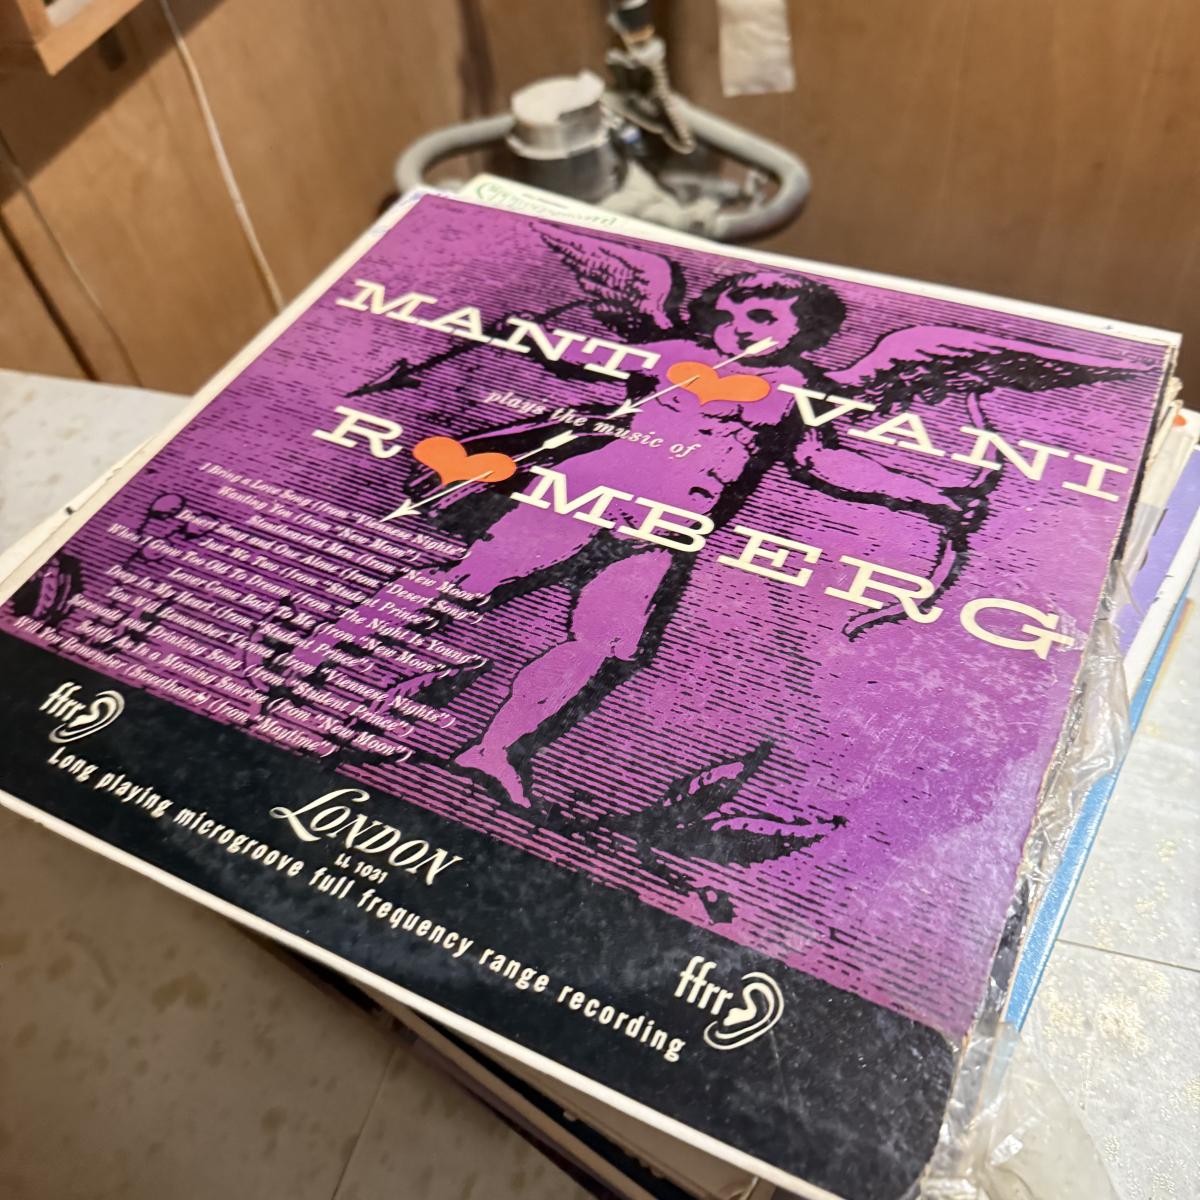 MANTOVANI
plays the music of
ROMBERG
I Bring a Love Song (from "Viennese Nights")
Wanting You (from "New Moon")
Stouthearted Men (from "New Moon")
Desert Song and One Alone (from "Desert Song")
Just We Two (from "Student Prince")
When I Grow Too Old To Dream (from "The Night Is Young")
Lover Come Back To Me (from "New Moon")
Deep In My Heart (from "Student Prince")
You Will Remember Vienna (from "Viennese Nights")
Serenade and Drinking Song (from "Student Prince")
Softly As In a Morning Sunrise (from "New Moon")
Will You Remember (Sweetheart) (from "Maytime")
ffrr
LONDON
LL 1031
Long playing microgroove full frequency range recording
ffrr